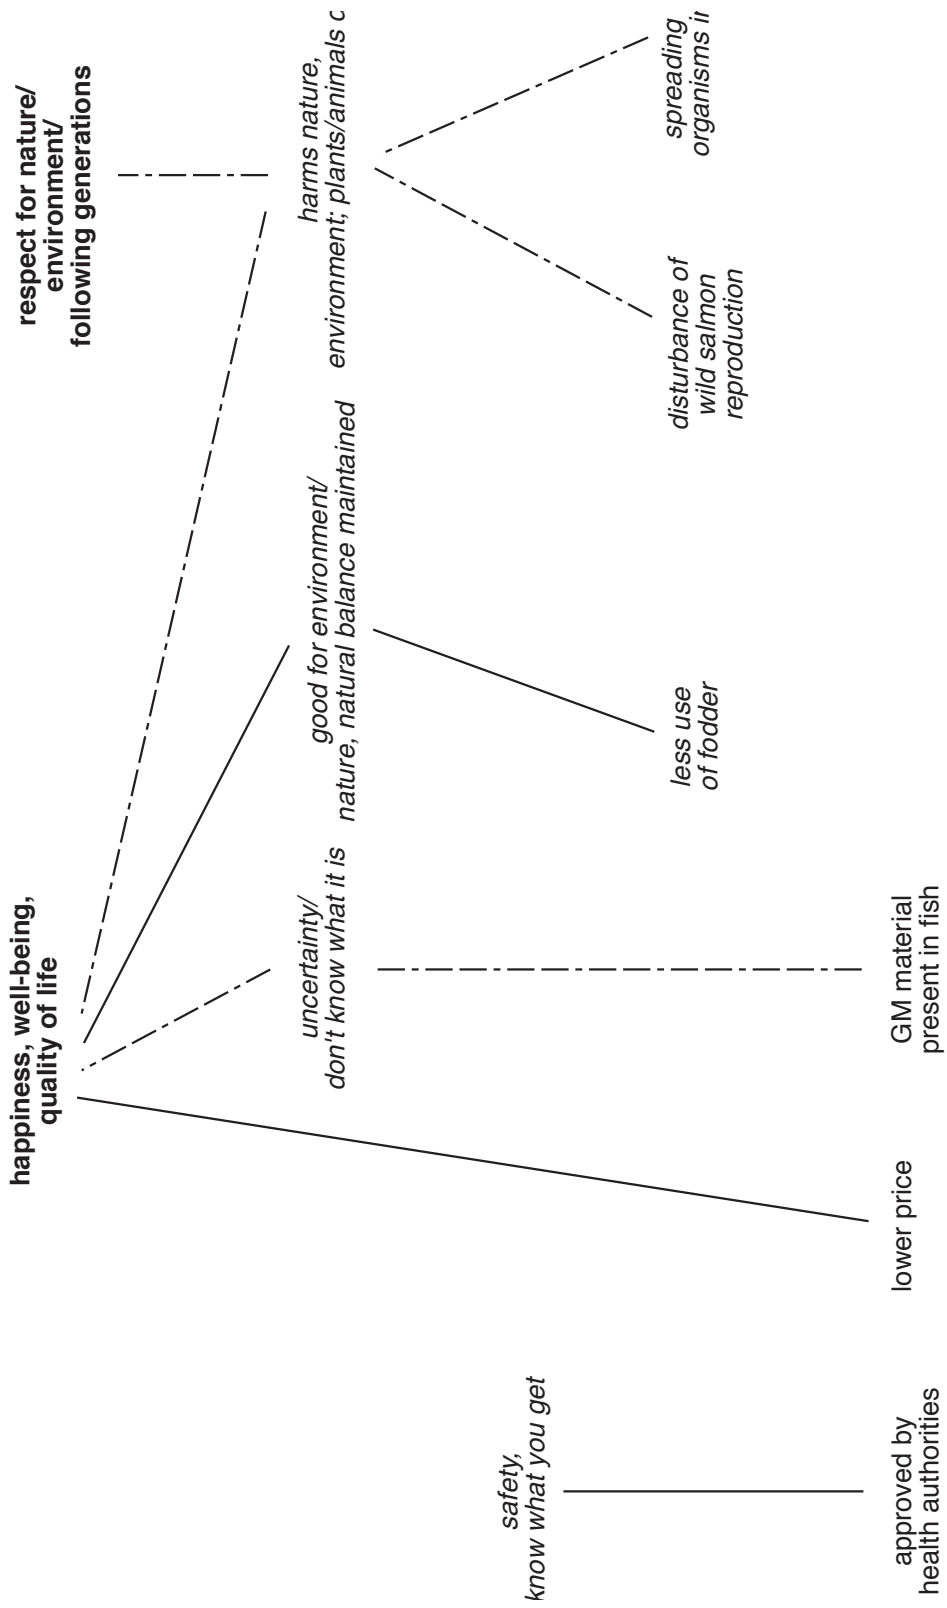 happiness, well-being,
quality of life
respect for nature/
environment/
following generations
uncertainty/
don't know what it is
good for environment/
nature, natural balance maintained
harms nature,
environment; plants/animals
safety,
know what you get
less use
of fodder
disturbance of
wild salmon
reproduction
spreading
organisms
approved by
health authorities
lower price
GM material
present in fish